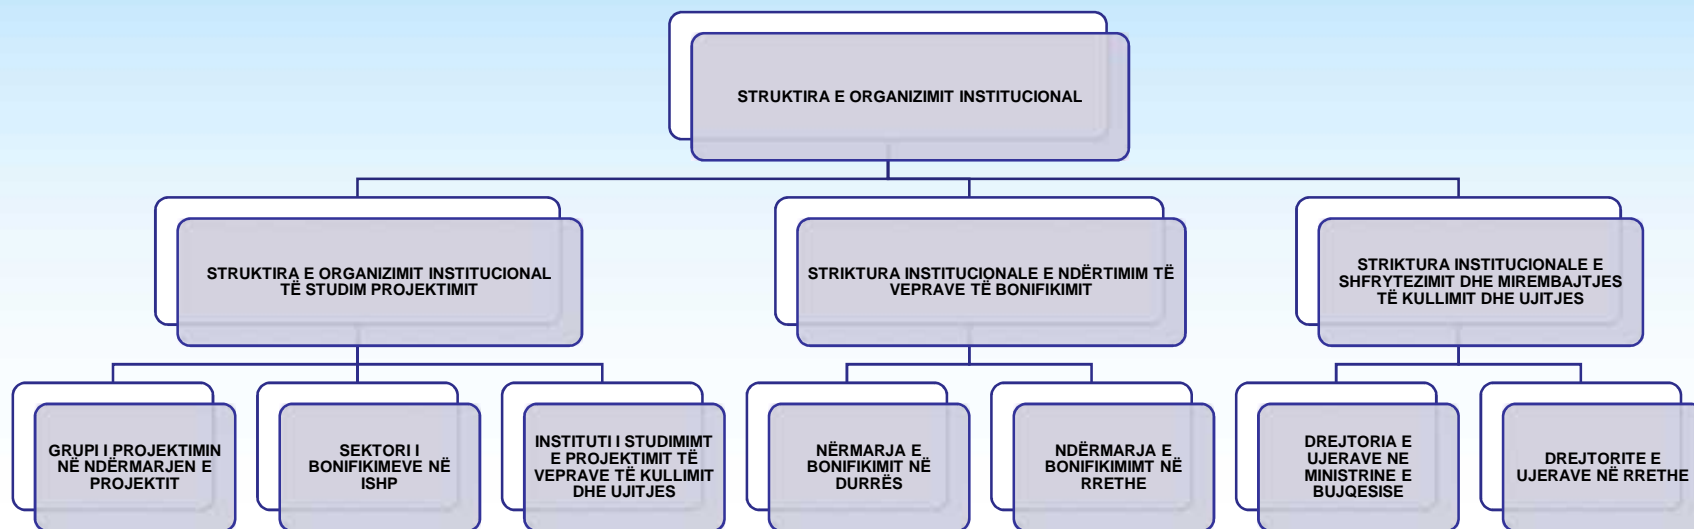 STRUKTIRA E ORGANIZIMIT INSTITUCIONAL
STRUKTIRA E ORGANIZIMIT INSTITUCIONAL
TË STUDIM PROJEKTIMIT
STRIKTURA INSTITUCIONALE E NDËRTIMIM TË
VEPRAVE TË BONIFIKIMIT
STRIKTURA INSTITUCIONALE E
SHFRYTEZIMIT DHE MIREMBAJTJES
TË KULLIMIT DHE UJITJES
GRUPI I PROJEKTIMIN
NË NDËRMARJEN E
PROJEKTIT
SEKTORI I
BONIFIKIMEVE NË
ISHP
INSTITUTI I STUDIMIMT
E PROJEKTIMIT TË
VEPRAVE TË KULLIMIT
DHE UJITJES
NËRMARJA E
BONIFIKIMIT NË
DURRËS
NDËRMARJA E
BONIFIKIMIMT NË
RRETHE
DREJTORIA E
UJERAVE NE
MINISTRINE E
BUJQESISE
DREJTORITE E
UJERAVE NË RRETHE